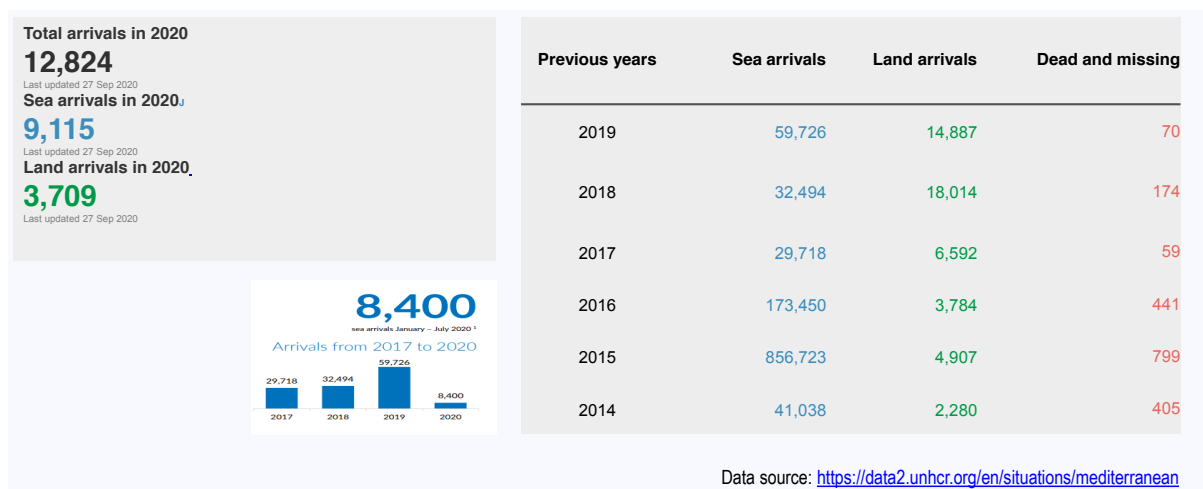 Total arrivals in 2020
12,824
Last updated 27 Sep 2020
Sea arrivals in 2020J
9,115
Last updated 27 Sep 2020
Land arrivals in 2020
3,709
Last updated 27 Sep 2020
8,400
sea arrivals January – July 2020 ¹
Arrivals from 2017 to 2020
29,718 32,494 59,726 8,400
2017 2018 2019 2020
Previous years Sea arrivals Land arrivals Dead and missing
2019 59,726 14,887 70
2018 32,494 18,014 174
2017 29,718 6,592 59
2016 173,450 3,784 441
2015 856,723 4,907 799
2014 41,038 2,280 405
Data source: https://data2.unhcr.org/en/situations/mediterranean